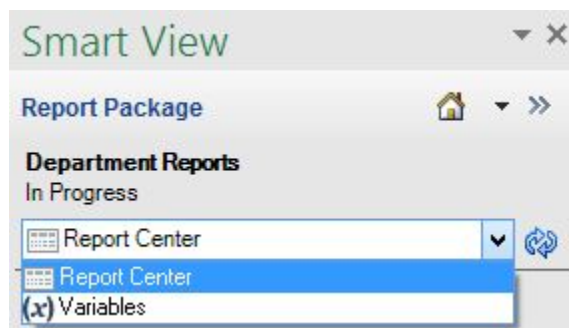 Smart View
Report Package
Department Reports
In Progress
Report Center
Report Center
(x) Variables